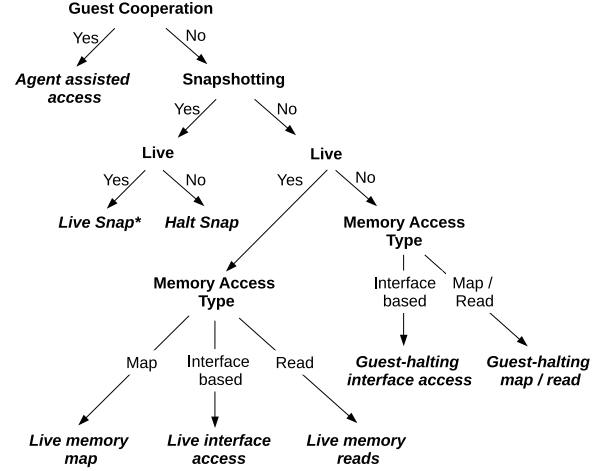 Guest Cooperation
Yes
No
Agent assisted
access
Snapshotting
Yes
No
Live
Live
Yes
No
Yes
No
Live Snap*
Halt Snap
Memory Access
Type
Memory Access
Type
Interface
based
Map /
Read
Map
Interface
based
Read
Guest-halting
interface access
Guest-halting
map / read
Live memory
map
Live interface
access
Live memory
reads